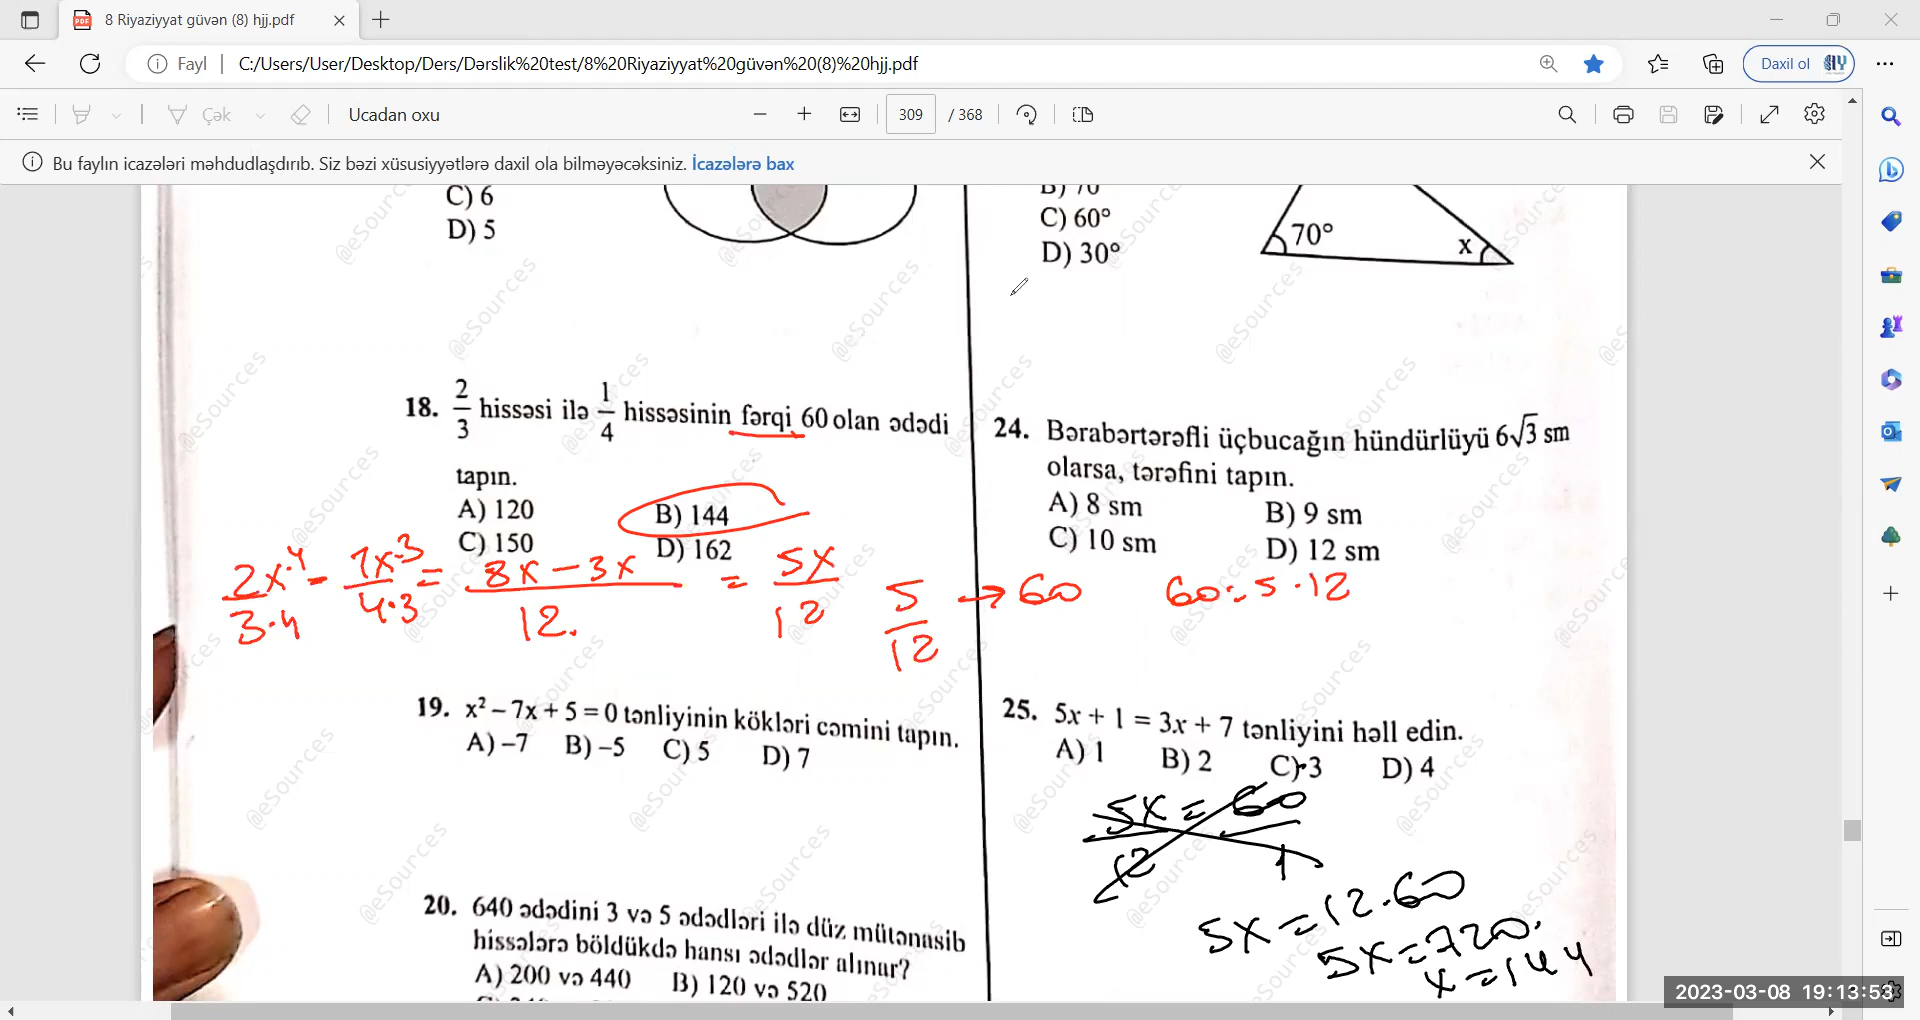 8 Riyaziyyat güvən (8) hjj.pdf
Fayl | C:/Users/User/Desktop/Ders/Dərslik%20test/8%20Riyaziyyat%20güvən%20(8)%20hjj.pdf
Daxil ol
Çək
Ucadan oxu
309 / 368
Bu faylın icazələri məhdudlaşdırıb. Siz bəzi xüsusiyyətlərə daxil ola bilməyəcəksiniz. İcazələrə bax
C) 6
D) 5
18. 2/3 hissəsi ilə 1/4 hissəsinin fərqi 60 olan ədədi
tapın.
A) 120 B) 144
C) 150 D) 162
2x·4/3·4 - 1x·3/4·3 = 8x-3x/12. = 5x/12 5/12 → 60 60:5·12
19. x² – 7x + 5 = 0 tənliyinin kökləri cəmini tapın.
A) –7 B) –5 C) 5 D) 7
20. 640 ədədini 3 və 5 ədədləri ilə düz mütənasib
hissələrə böldükdə hansı ədədlər alınır?
A) 200 və 440 B) 120 və 520
B) 70
C) 60°
D) 30°
70° x
24. Bərabərtərəfli üçbucağın hündürlüyü 6√3 sm
olarsa, tərəfini tapın.
A) 8 sm B) 9 sm
C) 10 sm D) 12 sm
25. 5x + 1 = 3x + 7 tənliyini həll edin.
A) 1 B) 2 C) 3 D) 4
5x/12 = 60/1
5x=12·60
5x=720.
x=144
@eSources
2023-03-08 19:13:53